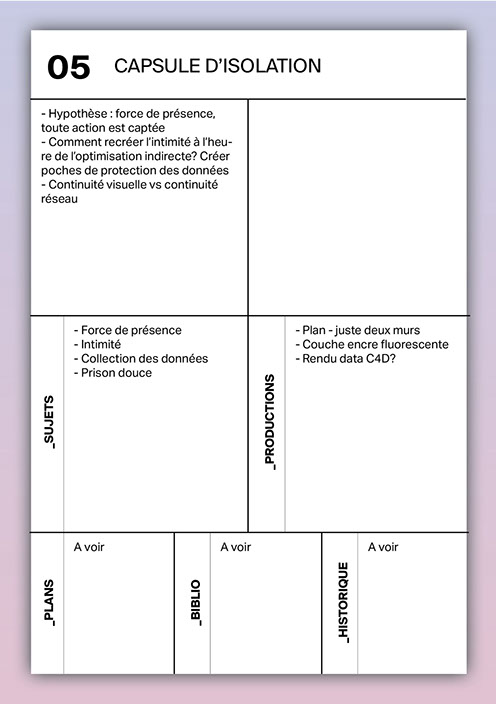 05 CAPSULE D'ISOLATION
- Hypothèse : force de présence,
toute action est captée
- Comment recréer l'intimité à l'heu-
re de l'optimisation indirecte? Créer
poches de protection des données
- Continuité visuelle vs continuité
réseau
_SUJETS
- Force de présence
- Intimité
- Collection des données
- Prison douce
_PRODUCTIONS
- Plan - juste deux murs
- Couche encre fluorescente
- Rendu data C4D?
_PLANS
A voir
_BIBLIO
A voir
_HISTORIQUE
A voir